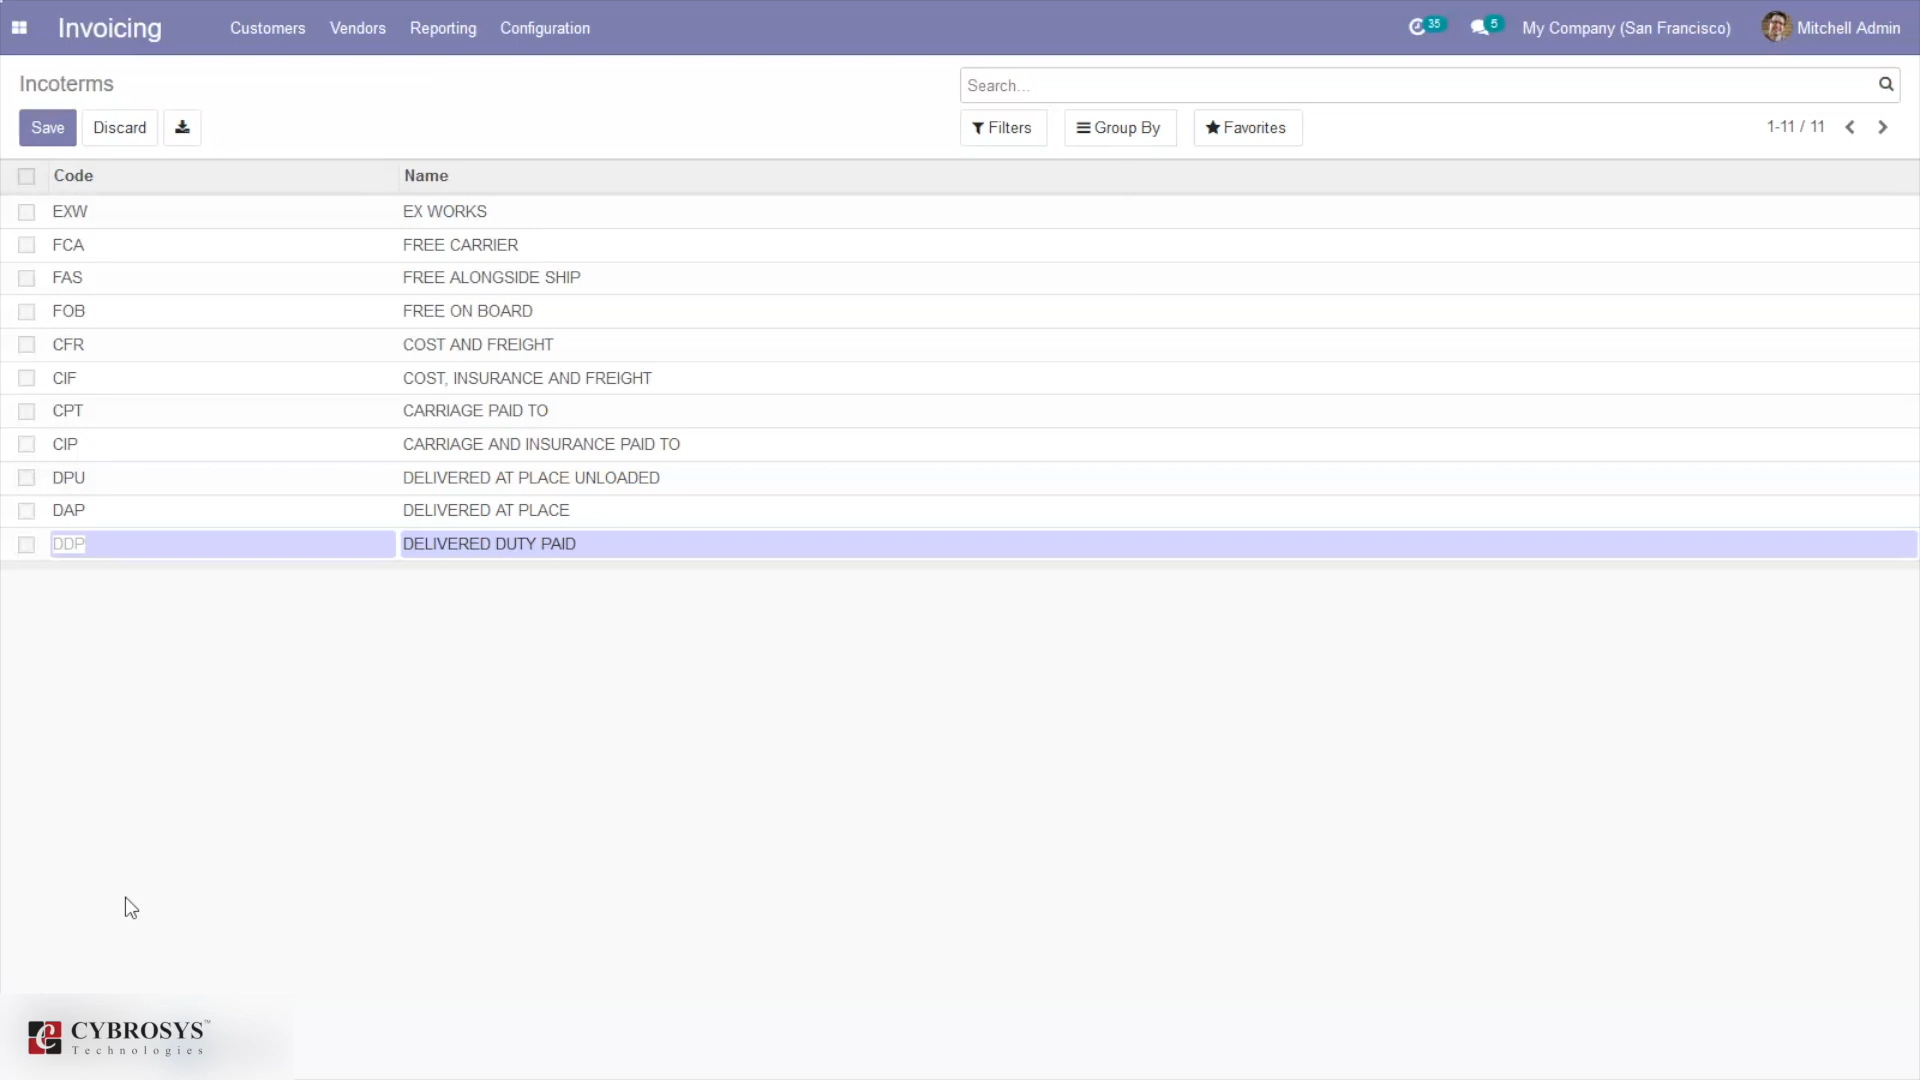 Invoicing Customers Vendors Reporting Configuration 35 5 My Company (San Francisco) Mitchell Admin
Incoterms
Search...
Save Discard Filters Group By Favorites 1-11 / 11
Code Name
EXW EX WORKS
FCA FREE CARRIER
FAS FREE ALONGSIDE SHIP
FOB FREE ON BOARD
CFR COST AND FREIGHT
CIF COST, INSURANCE AND FREIGHT
CPT CARRIAGE PAID TO
CIP CARRIAGE AND INSURANCE PAID TO
DPU DELIVERED AT PLACE UNLOADED
DAP DELIVERED AT PLACE
DDP DELIVERED DUTY PAID
CYBROSYS™
Technologies